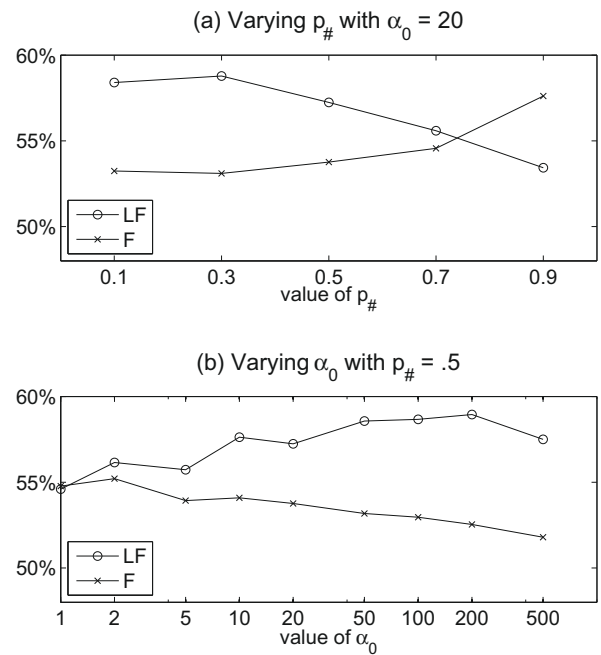 (a) Varying p# with α0 = 20
60%
55%
50%
LF
F
0.1 0.3 0.5 0.7 0.9
value of p#
(b) Varying α0 with p# = .5
60%
55%
50%
LF
F
1 2 5 10 20 50 100 200 500
value of α0